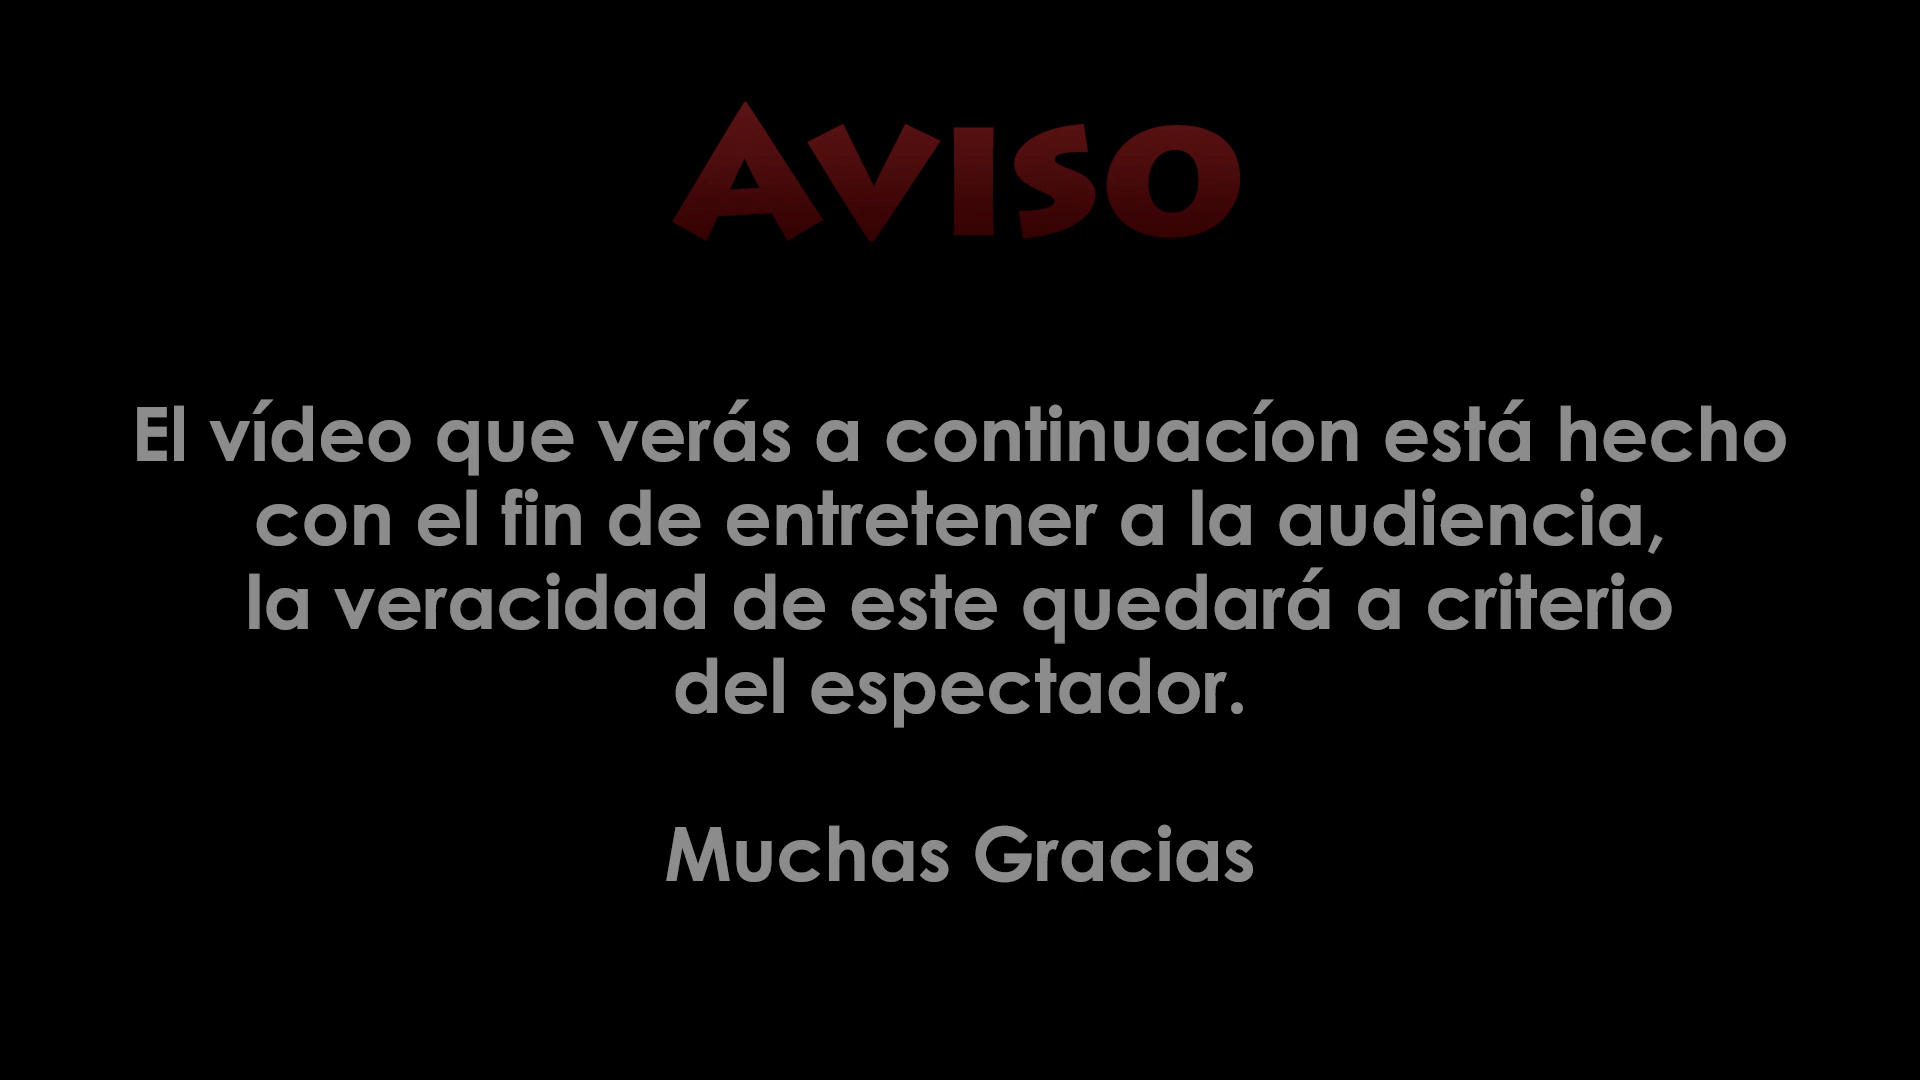 Aviso
El vídeo que verás a continuacíon está hecho
con el fin de entretener a la audiencia,
la veracidad de este quedará a criterio
del espectador.
Muchas Gracias